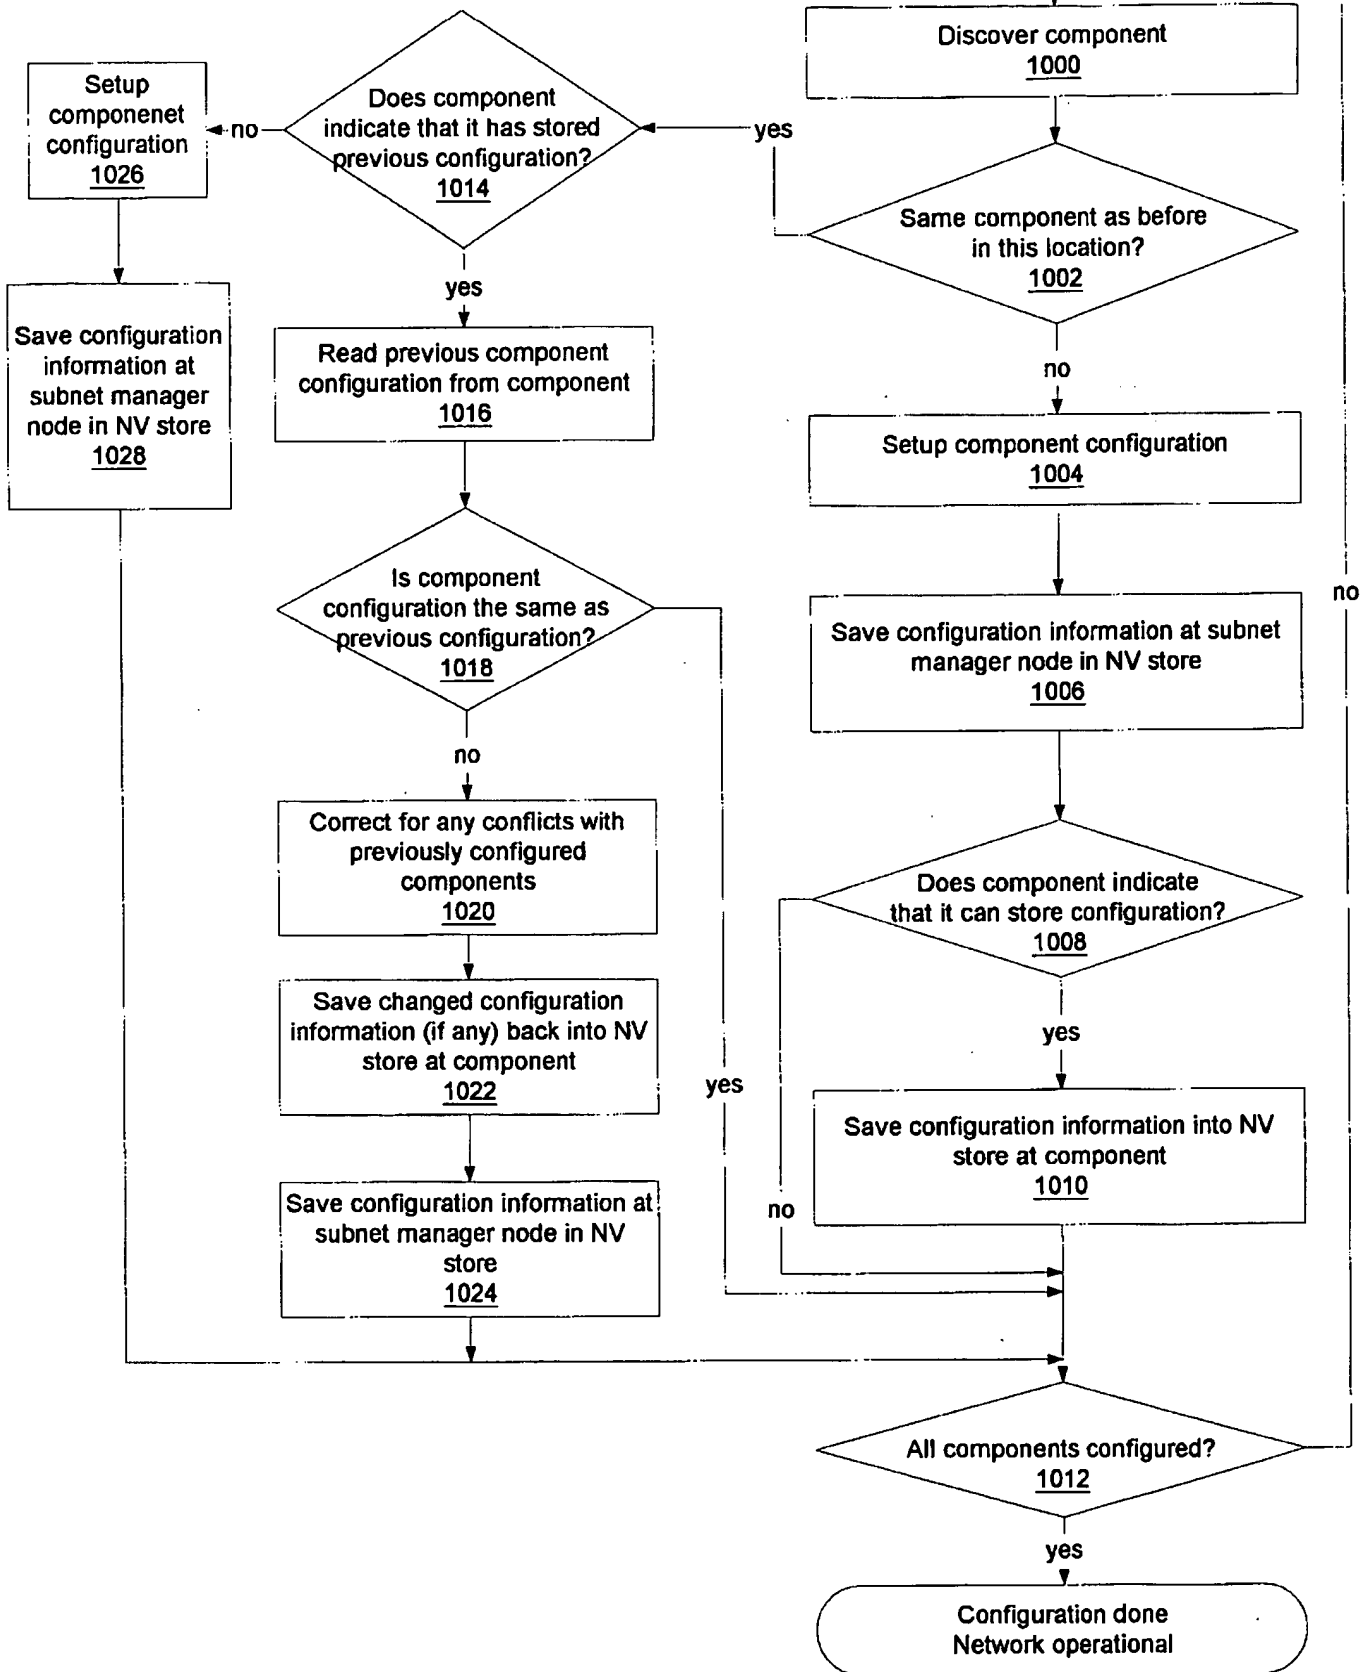 Discover component
1000
Setup
componenet
configuration
1026
no
Does component
indicate that it has stored
previous configuration?
1014
yes
Same component as before
in this location?
1002
yes
no
Save configuration
information at
subnet manager
node in NV store
1028
Read previous component
configuration from component
1016
Setup component configuration
1004
Is component
configuration the same as
previous configuration?
1018
Save configuration information at subnet
manager node in NV store
1006
no
no
Correct for any conflicts with
previously configured
components
1020
Does component indicate
that it can store configuration?
1008
Save changed configuration
information (if any) back into NV
store at component
1022
yes
yes
Save configuration information into NV
store at component
1010
Save configuration information at
subnet manager node in NV
store
1024
no
All components configured?
1012
yes
Configuration done
Network operational